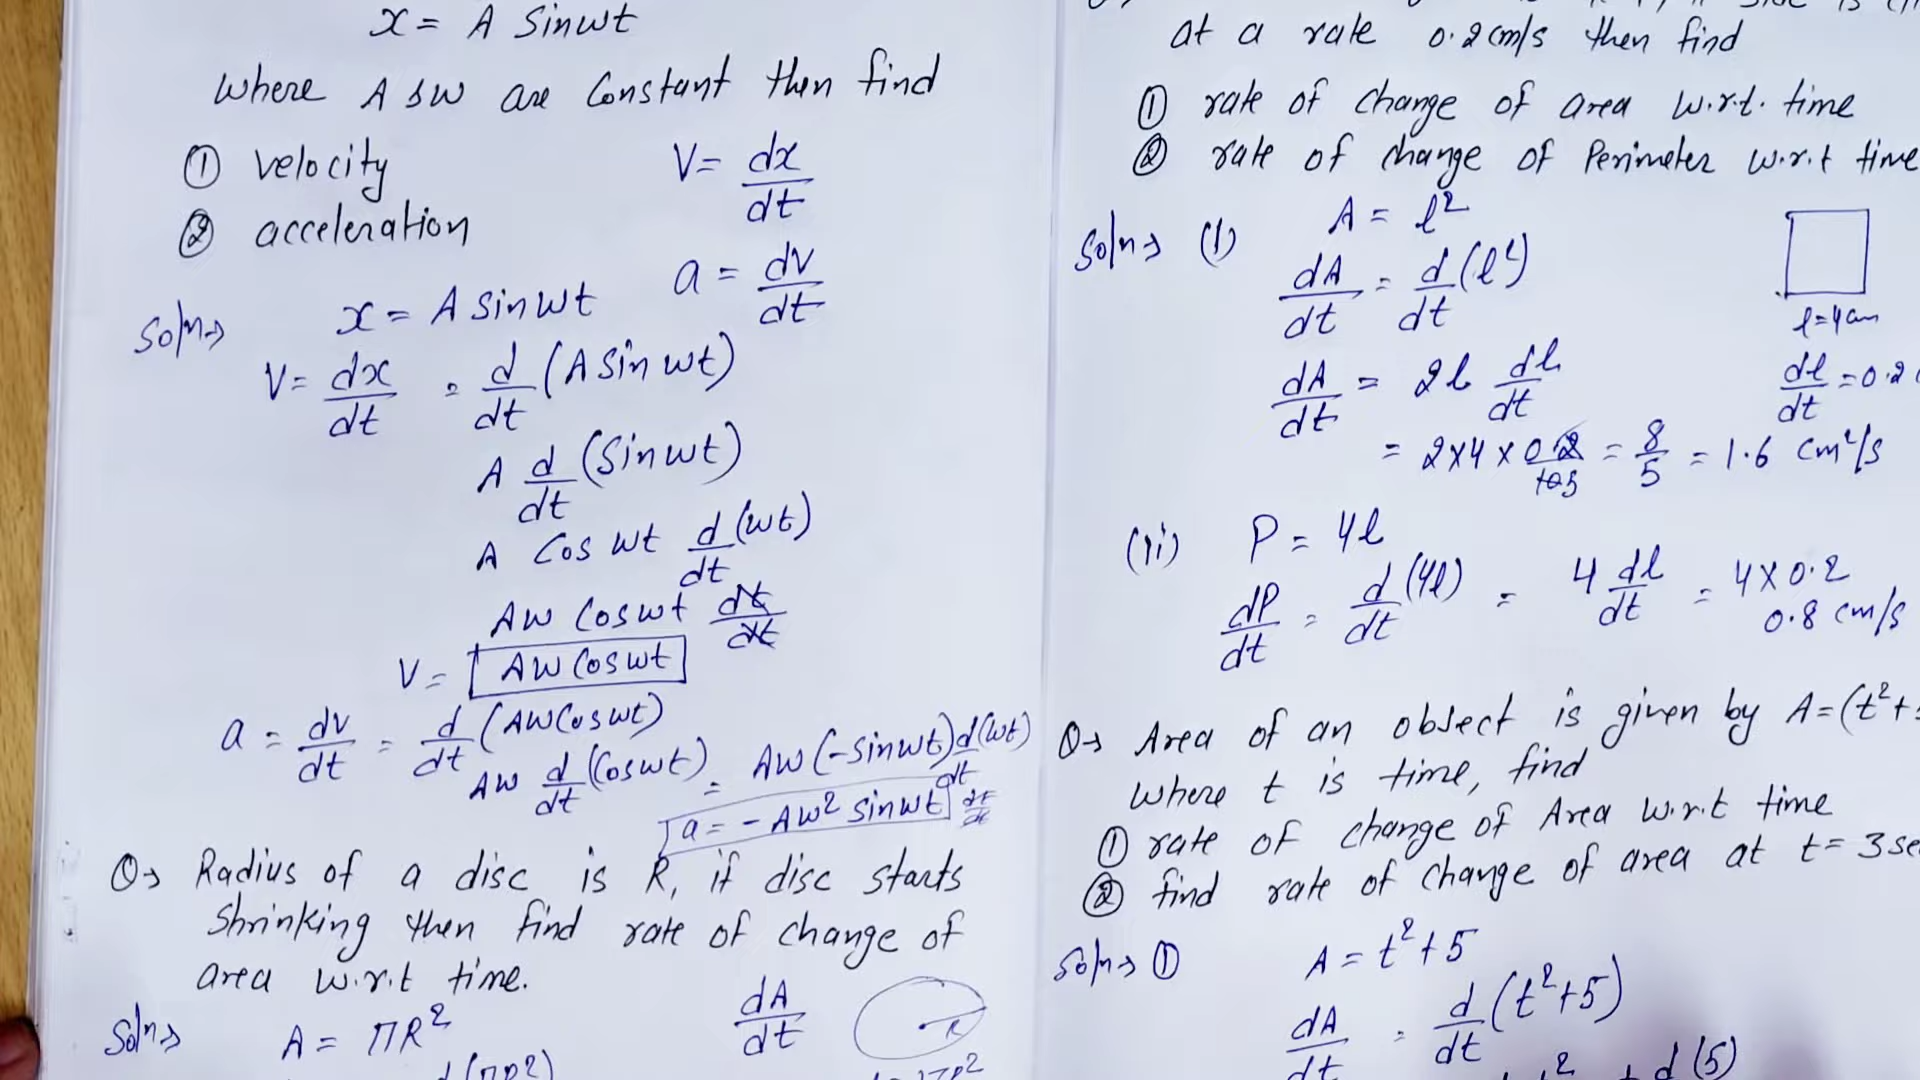 x = A Sinωt
where A & ω are Constant then find
① velocity
V = dx/dt
② acceleration
a = dv/dt
Soln→ x = A sinωt
V = dx/dt = d/dt (A Sin ωt)
A d/dt (Sinωt)
A Cos ωt d/dt (ωt)
Aω Cosωt dt/dt
V = Aω Cosωt
a = dv/dt = d/dt (AωCosωt)
Aω d/dt (Cosωt) = Aω (-sinωt) d(ωt)/dt
a = - Aω² sinωt dt/dt
Q→ Radius of a disc is R, if disc starts
Shrinking then find rate of change of
area w.r.t time.
dA/dt
R
Soln→ A = πR²
d(πR²)
at a rate 0.2cm/s then find
① rate of change of area w.r.t. time
② rate of change of Perimeter w.r.t time
Soln→ (i) A = l²
dA/dt = d/dt (l²)
l=4cm
dA/dt = 2l dl/dt
dl/dt = 0.2
= 2×4×02/105 = 8/5 = 1.6 cm²/s
(ii) P = 4l
dP/dt = d/dt (4l) = 4 dl/dt = 4×0.2
0.8 cm/s
Q→ Area of an obJect is given by A=(t²+
where t is time, find
① rate of change of Area w.r.t time
② find rate of change of area at t= 3se
Soln→ ① A = t²+5
dA/dt = d/dt (t²+5)
+ d(5)